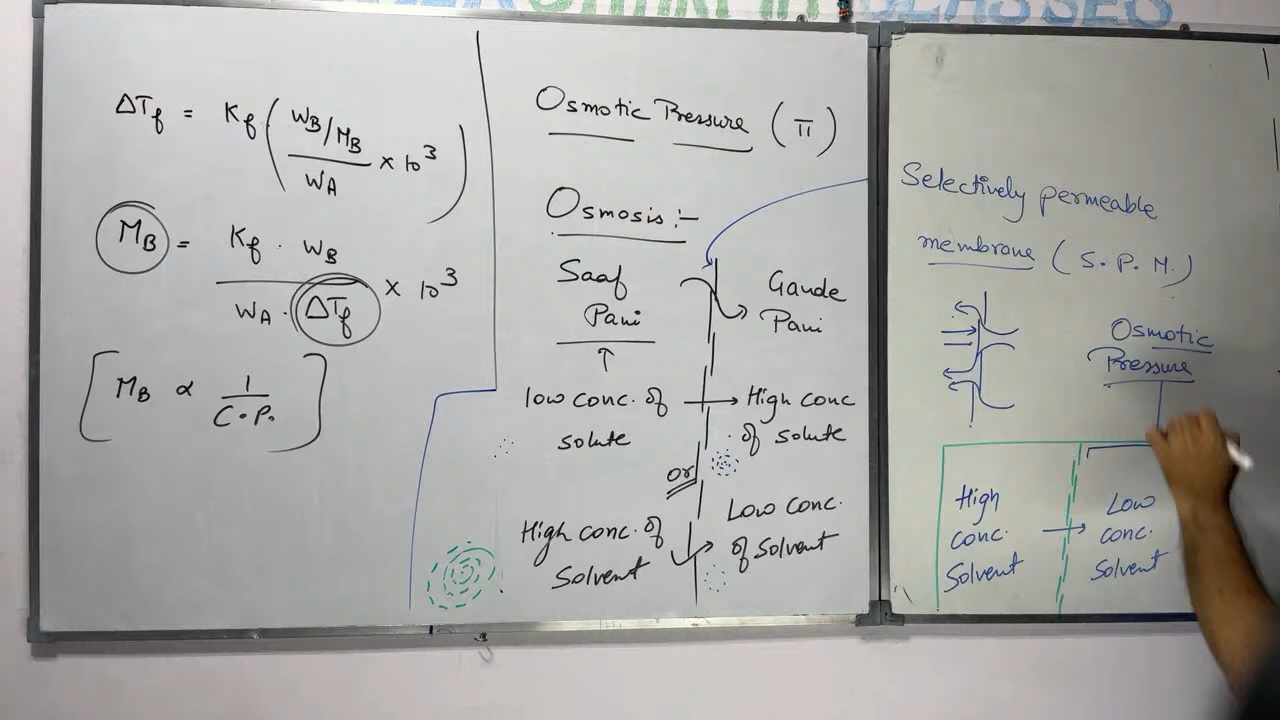 CLASSES
ΔTf = Kf ( WB/MB / WA × 10³ )
MB = Kf . WB / WA . ΔTf × 10³
[ MB ∝ 1 / C.P. ]
Osmotic Pressure (π)
Osmosis :-
Saaf Pani
Gande Pani
low conc. of solute → High conc of solute
or
High conc. of Solvent → Low conc. of Solvent
Selectively permeable
membrane (S.P.M.)
Osmotic
Pressure
High conc. Solvent → Low conc. Solvent